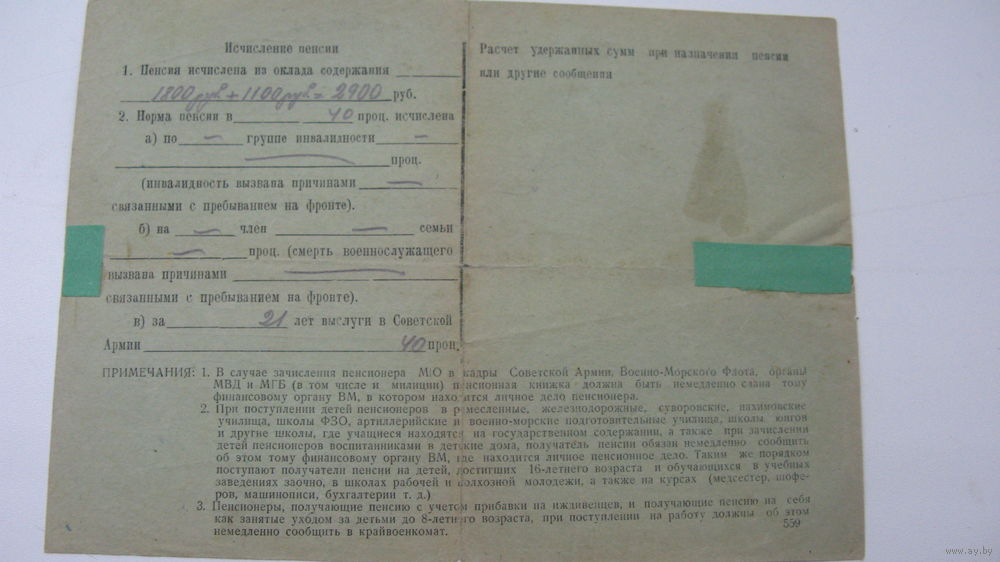 Исчисление пенсии
1. Пенсия исчислена из оклада содержания
1800 руб + 1100 руб = 2900 руб.
2. Норма пенсии в 40 проц. исчислена
а) по — группе инвалидности —
— проц.
(инвалидность вызвана причинами —
связанными с пребыванием на фронте).
б) на — член — семьи
— проц. (смерть военнослужащего
вызвана причинами —
связанными с пребыванием на фронте).
в) за 21 лет выслуги в Советской
Армии 40 проц.
Расчет удержанных сумм при назначения пенсии
или другие сообщения
ПРИМЕЧАНИЯ: 1. В случае зачисления пенсионера МО в кадры Советской Армии, Военно-Морского Флота, органы
МВД и МГБ (в том числе и милиции) пенсионная книжка должна быть немедленно сдана тому
финансовому органу ВМ, в котором находится личное дело пенсионера.
2. При поступлении детей пенсионеров в ремесленные, железнодорожные, суворовские, нахимовские
училища, школы ФЗО, артиллерийские и военно-морские подготовительные училища, школы юнгов
и другие школы, где учащиеся находятся на государственном содержании, а также при зачислении
детей пенсионеров воспитанниками в детские дома, получатель пенсии обязан немедленно сообщить
об этом тому финансовому органу ВМ, где находится личное пенсионное дело. Таким же порядком
поступают получатели пенсии на детей, достигших 16-летнего возраста и обучающихся в учебных
заведениях заочно, в школах рабочей и колхозной молодежи, а также на курсах (медсестер, шофе-
ров, машинописи, бухгалтерии т. д.)
3. Пенсионеры, получающие пенсию с учетом прибавки на иждивенцев, и получающие пенсию на себя
как занятые уходом за детьми до 8-летнего возраста, при поступлении на работу должны об этом
немедленно сообщить в крайвоенкомат.
559
www.ay.by